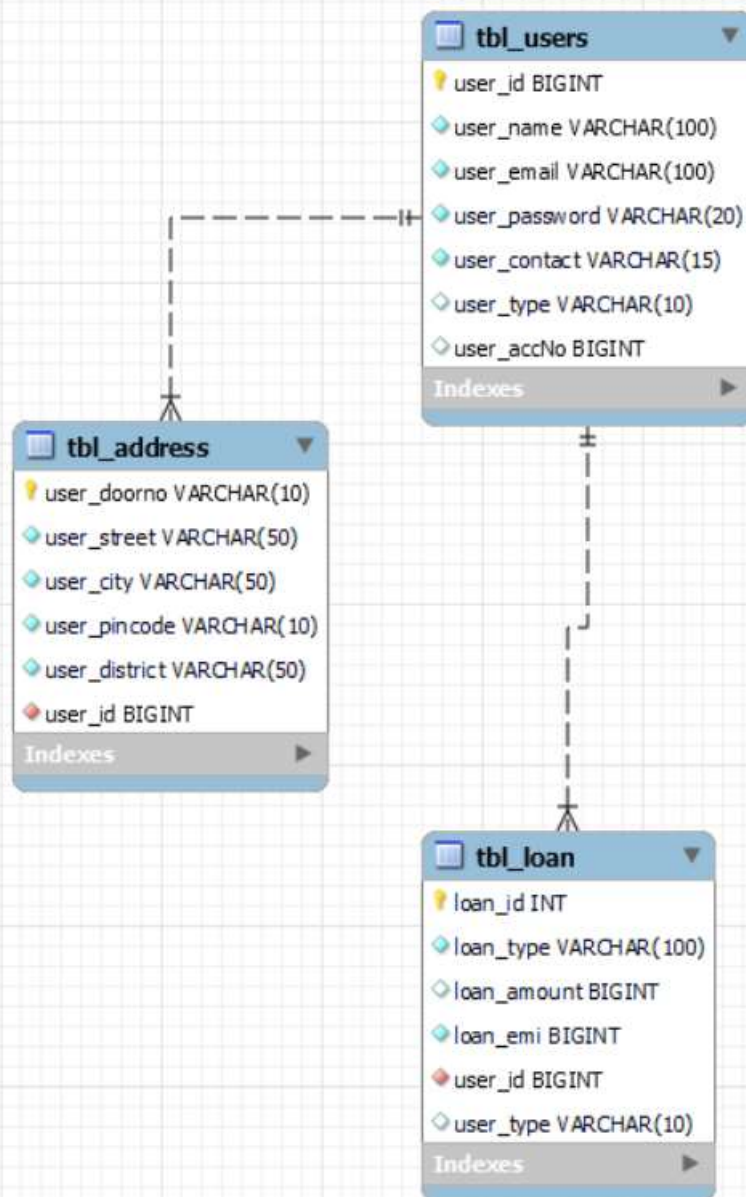 tbl_users
user_id BIGINT
user_name VARCHAR(100)
user_email VARCHAR(100)
user_password VARCHAR(20)
user_contact VARCHAR(15)
user_type VARCHAR(10)
user_accNo BIGINT
Indexes
tbl_address
user_doorno VARCHAR(10)
user_street VARCHAR(50)
user_city VARCHAR(50)
user_pincode VARCHAR(10)
user_district VARCHAR(50)
user_id BIGINT
Indexes
tbl_loan
loan_id INT
loan_type VARCHAR(100)
loan_amount BIGINT
loan_emi BIGINT
user_id BIGINT
user_type VARCHAR(10)
Indexes